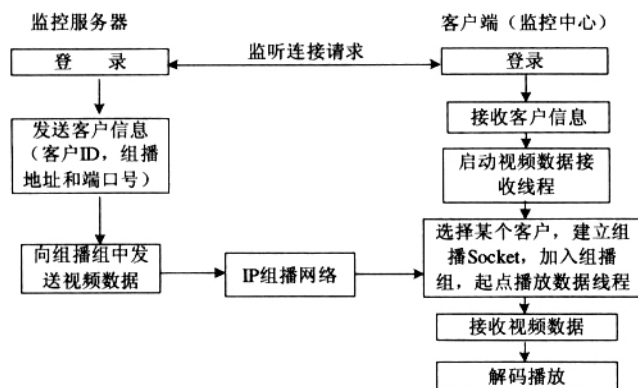 监控服务器
客户端（监控中心）
登 录
监听连接请求
登录
接收客户信息
发送客户信息
（客户ID，组播
地址和端口号）
启动视频数据接
收线程
选择某个客户，建立组
播Socket，加入组播
组，起点播放数据线程
向组播组中发
送视频数据
IP组播网络
接收视频数据
解码播放